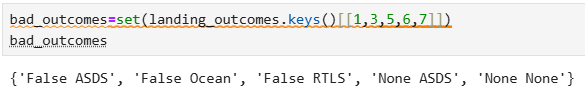 bad_outcomes=set(landing_outcomes.keys()[[1,3,5,6,7]])
bad_outcomes
{'False ASDS', 'False Ocean', 'False RTLS', 'None ASDS', 'None None'}